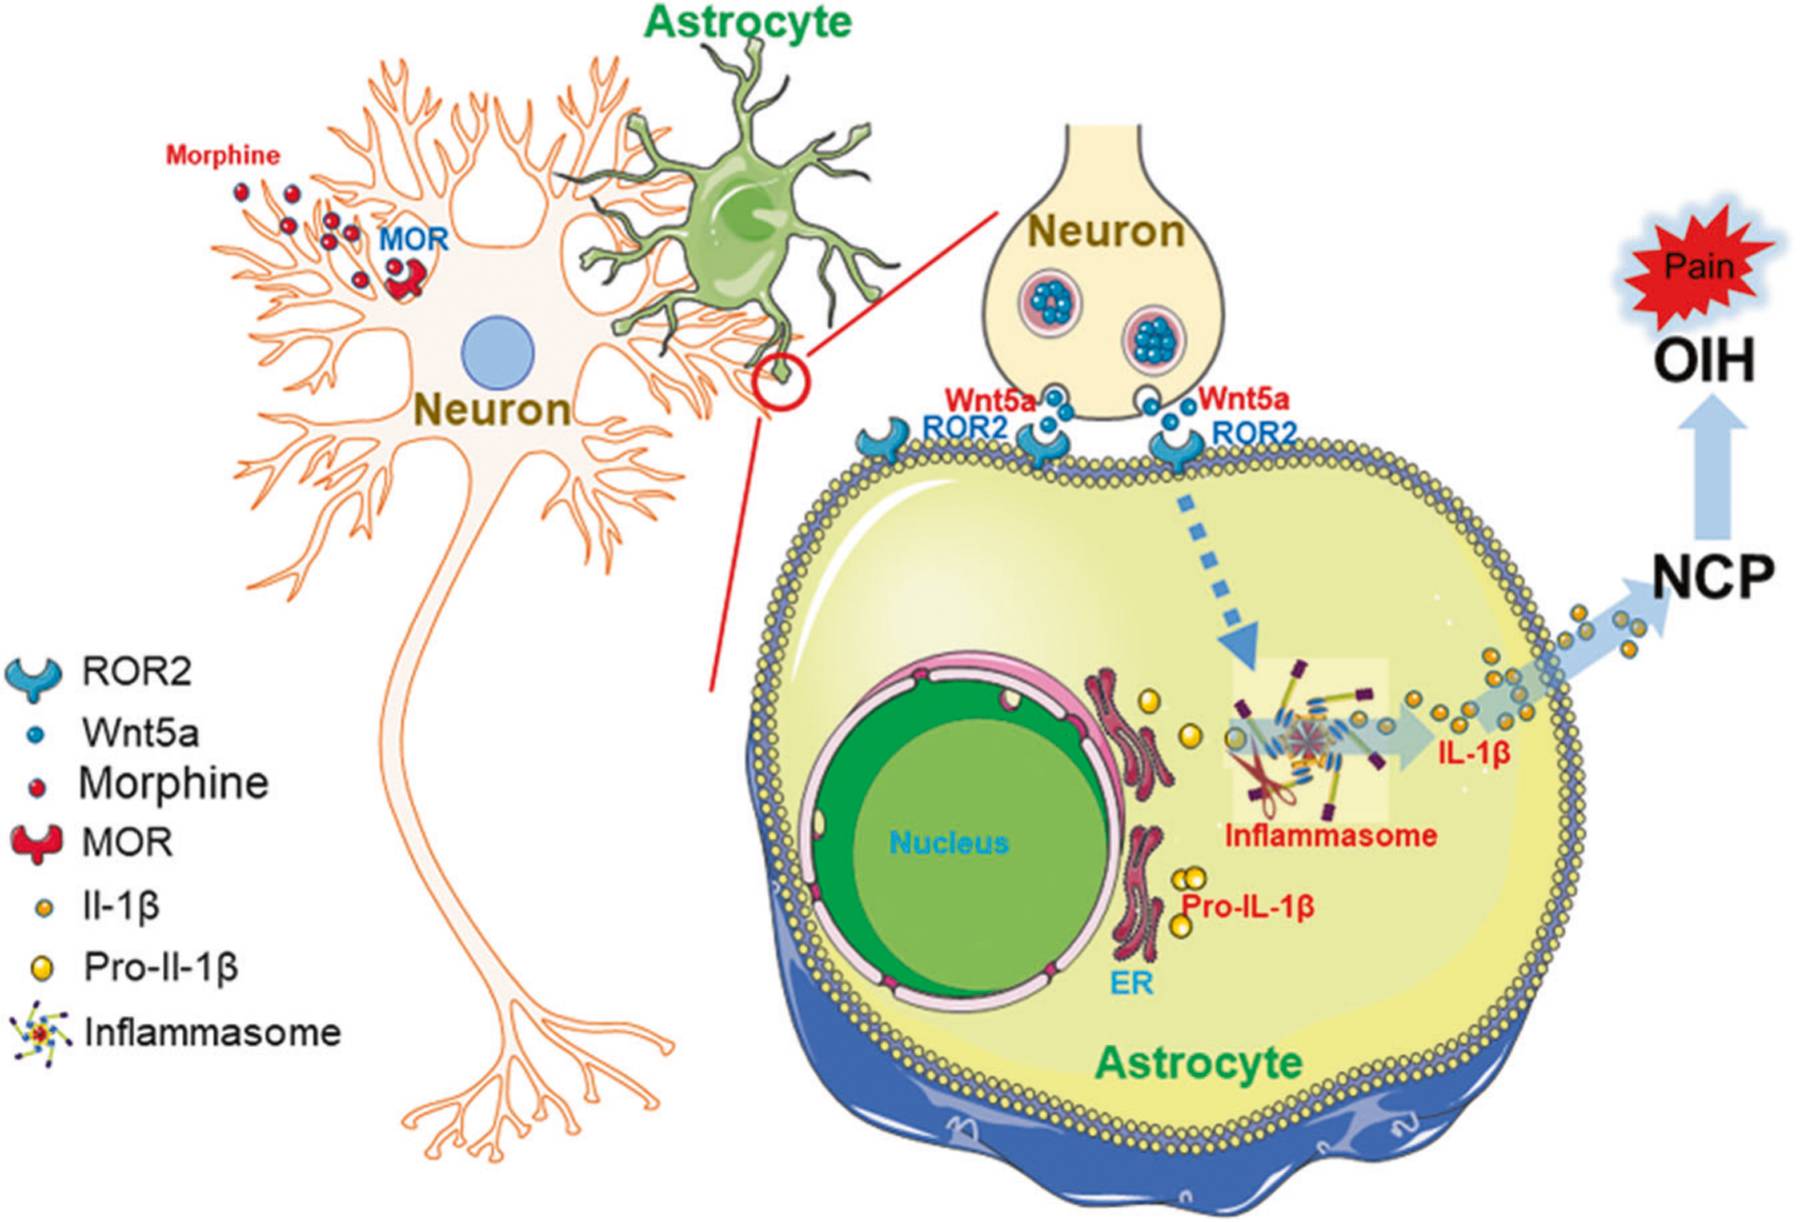 Astrocyte
Morphine
MOR
Neuron
Neuron
Wnt5a
Wnt5a
ROR2
ROR2
Pain
OIH
NCP
IL-1β
Inflammasome
Nucleus
Pro-IL-1β
ER
Astrocyte
ROR2
Wnt5a
Morphine
MOR
Il-1β
Pro-Il-1β
Inflammasome